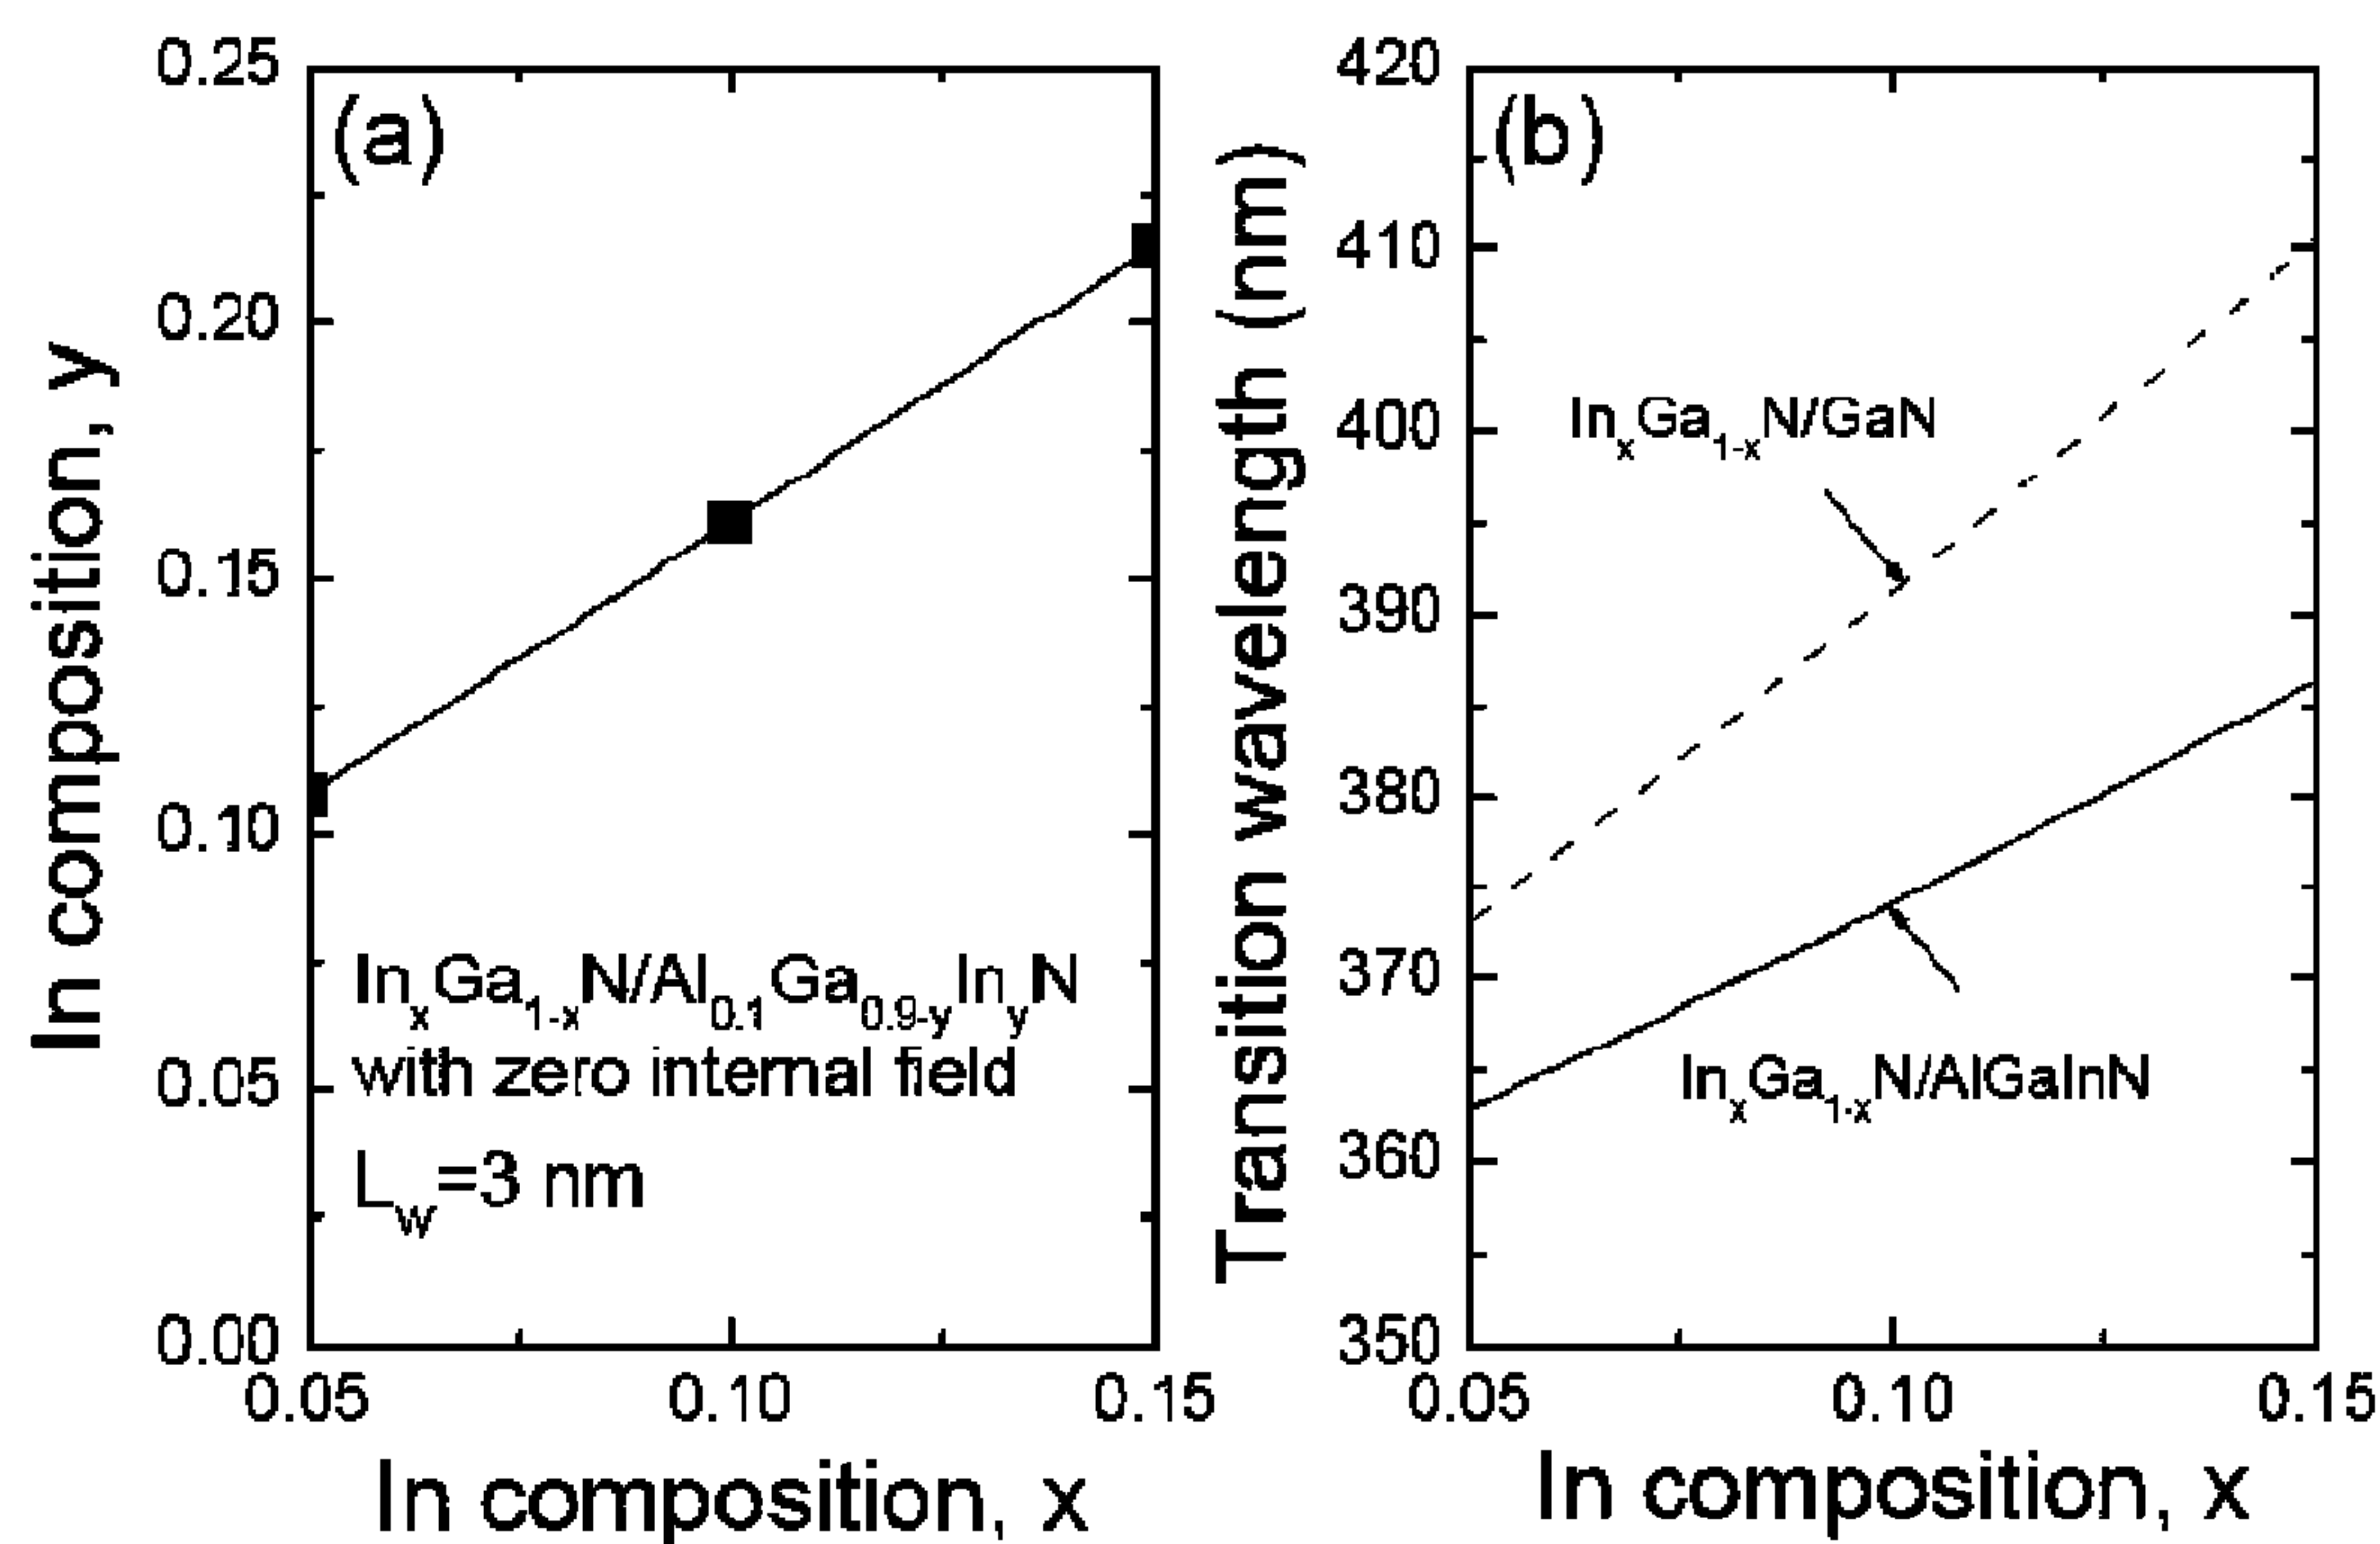 (a)
In composition, y
0.25
0.20
0.15
0.10
0.05
0.00
InₓGa₁₋ₓN/Al₀.₁Ga₀.₉₋yInyN
with zero internal field
Lw=3 nm
0.05 0.10 0.15
In composition, x
(b)
Transition wavelength (nm)
420
410
400
390
380
370
360
350
InₓGa₁₋ₓN/GaN
InₓGa₁₋ₓN/AlGaInN
0.05 0.10 0.15
In composition, x